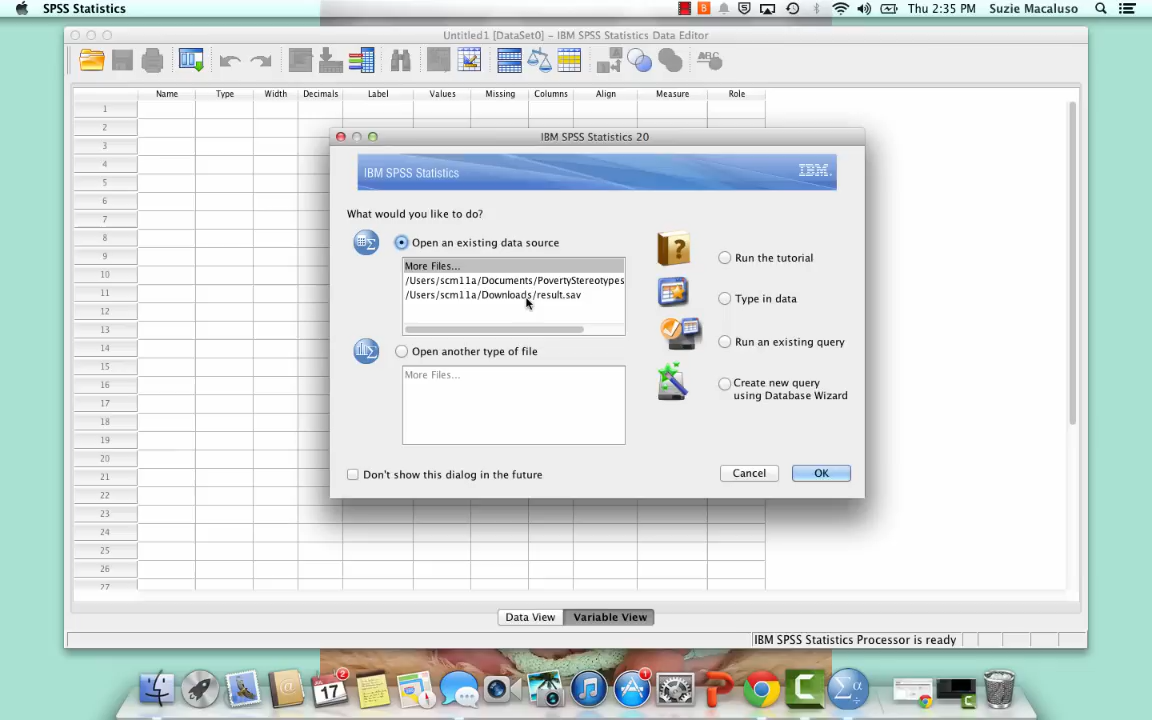 SPSS Statistics
Thu 2:35 PM
Suzie Macaluso
Untitled1 [DataSet0] – IBM SPSS Statistics Data Editor
Name Type Width Decimals Label Values Missing Columns Align Measure Role
1
2
3
4
5
6
7
8
9
10
11
12
13
14
15
16
17
18
19
20
21
22
23
24
25
26
27
IBM SPSS Statistics 20
IBM SPSS Statistics
IBM.
What would you like to do?
Open an existing data source
More Files...
/Users/scm11a/Documents/PovertyStereotypes
/Users/scm11a/Downloads/result.sav
Open another type of file
More Files...
Run the tutorial
Type in data
Run an existing query
Create new query
using Database Wizard
Don't show this dialog in the future
Cancel
OK
Data View
Variable View
IBM SPSS Statistics Processor is ready
2
17
1